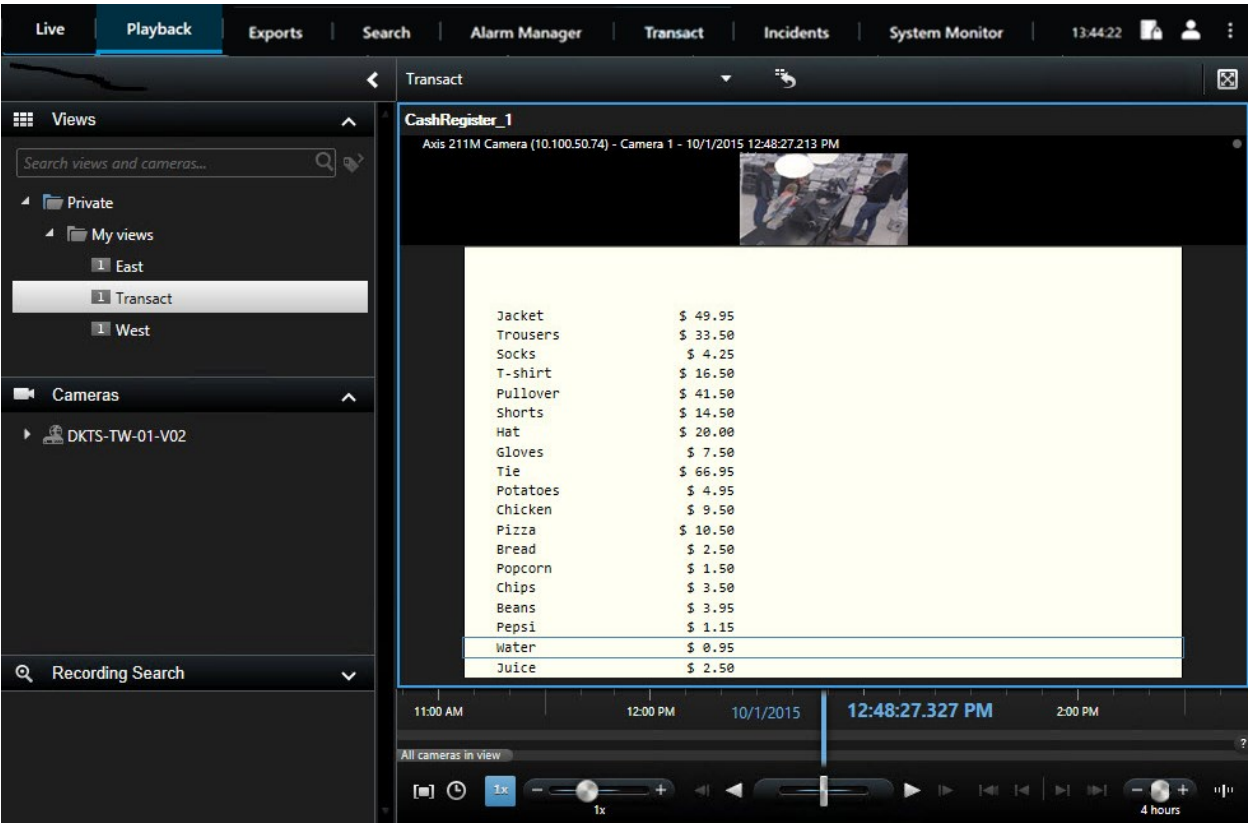 Live Playback Exports Search Alarm Manager Transact Incidents System Monitor 13:44:22
Transact
Views
Search views and cameras...
Private
My views
1 East
1 Transact
1 West
Cameras
DKTS-TW-01-V02
Recording Search
CashRegister_1
Axis 211M Camera (10.100.50.74) - Camera 1 - 10/1/2015 12:48:27.213 PM
Jacket $ 49.95
Trousers $ 33.50
Socks $ 4.25
T-shirt $ 16.50
Pullover $ 41.50
Shorts $ 14.50
Hat $ 20.00
Gloves $ 7.50
Tie $ 66.95
Potatoes $ 4.95
Chicken $ 9.50
Pizza $ 10.50
Bread $ 2.50
Popcorn $ 1.50
Chips $ 3.50
Beans $ 3.95
Pepsi $ 1.15
Water $ 0.95
Juice $ 2.50
11:00 AM 12:00 PM 10/1/2015 12:48:27.327 PM 2:00 PM
?
All cameras in view
1x
1x
4 hours